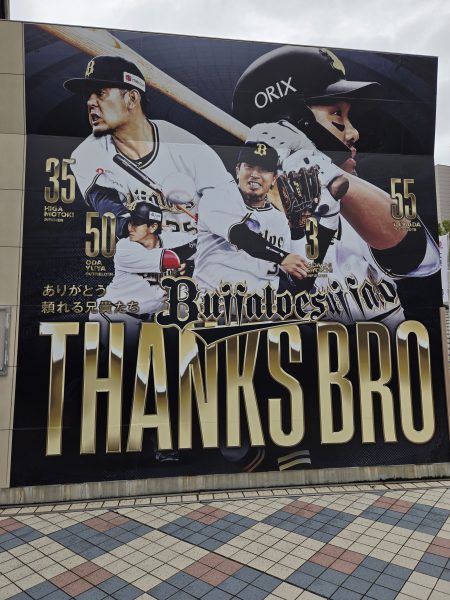 ORIX
B
B
35
HIGA
MOTOKI
50
ODA
YUTA
OUTFIELDER
55
3
ありがとう
頼れる兄貴たち
Buffaloes
THANKS BRO